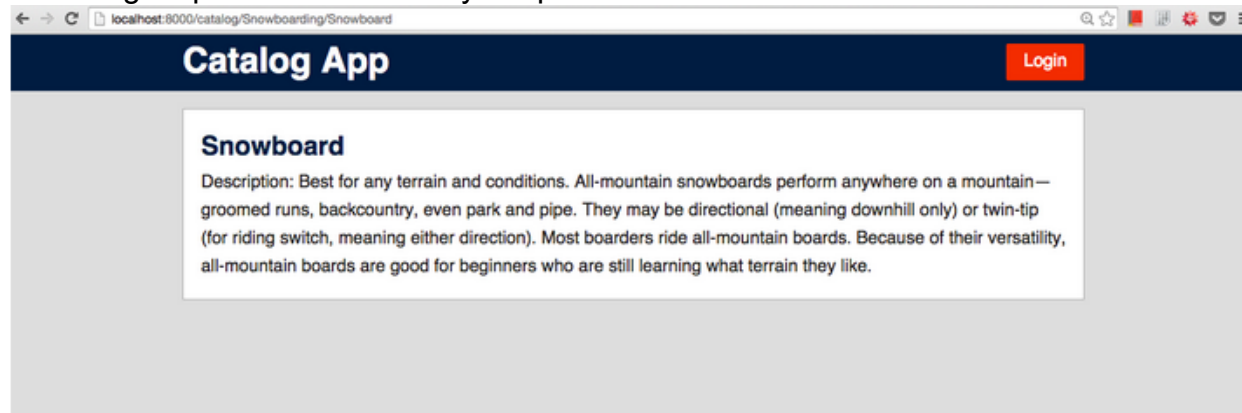 localhost:8000/catalog/Snowboarding/Snowboard
Catalog App
Login
Snowboard
Description: Best for any terrain and conditions. All-mountain snowboards perform anywhere on a mountain—
groomed runs, backcountry, even park and pipe. They may be directional (meaning downhill only) or twin-tip
(for riding switch, meaning either direction). Most boarders ride all-mountain boards. Because of their versatility,
all-mountain boards are good for beginners who are still learning what terrain they like.